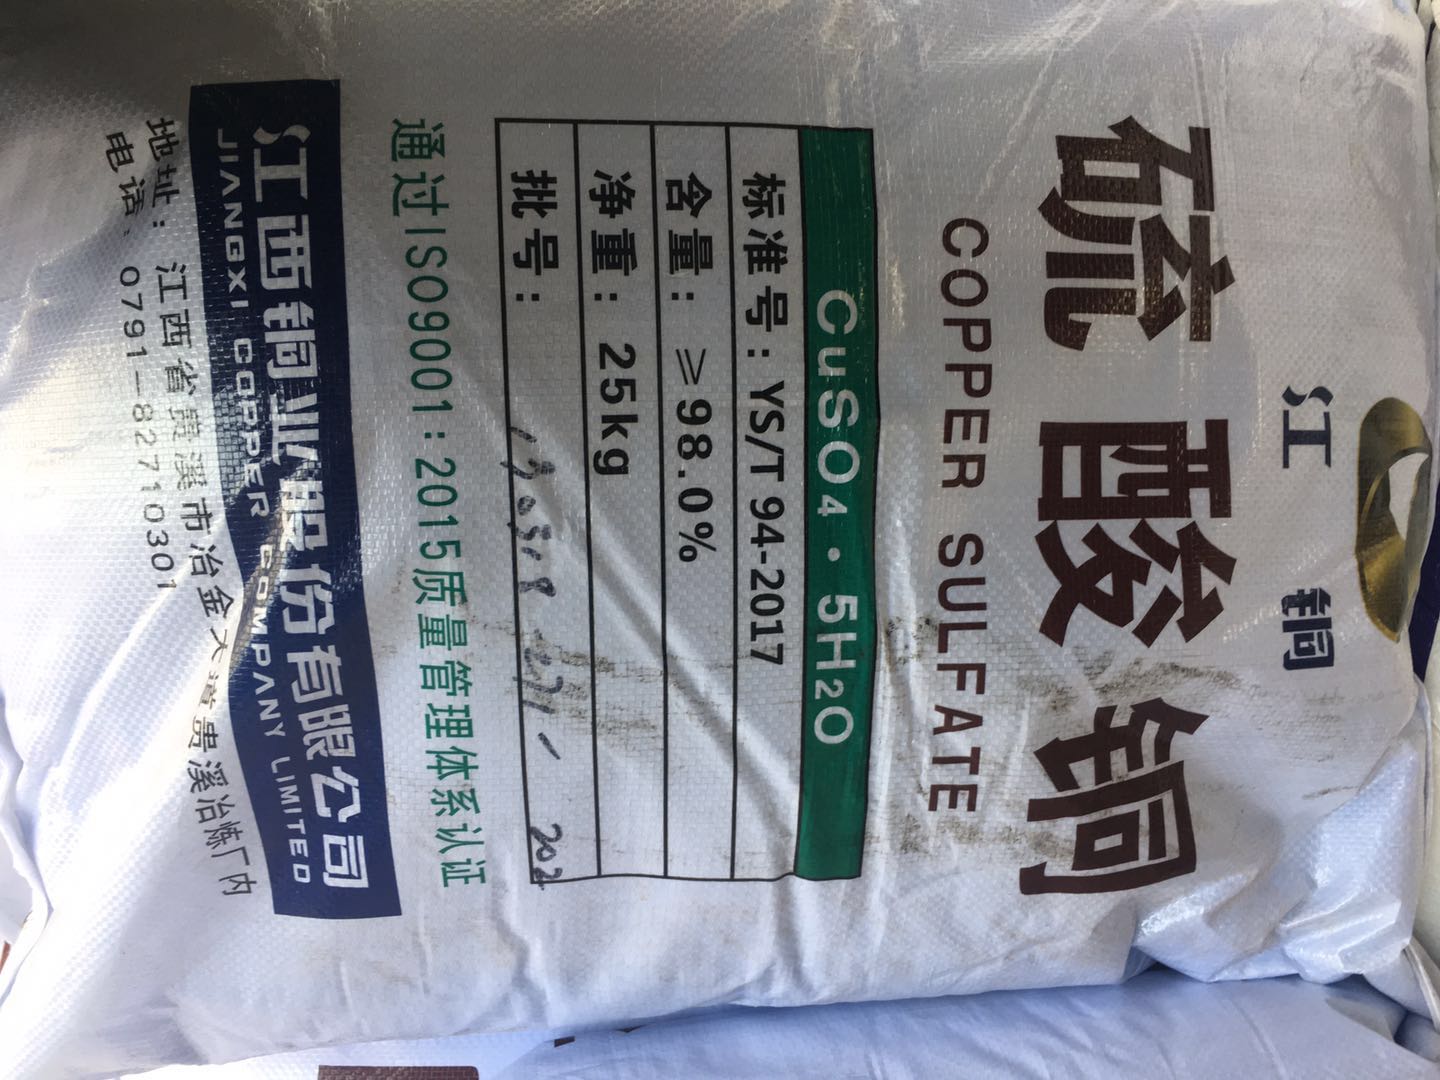 江 铜
硫酸铜
COPPER SULFATE
CuSO₄·5H₂O
标准号：YS/T 94-2017
含量：≥98.0%
净重：25kg
批号：
通过ISO9001：2015质量管理体系认证
江西铜业股份有限公司
JIANGXI COPPER COMPANY LIMITED
地址：江西省贵溪市冶金大道贵溪冶炼厂内
电话：0791-82710301